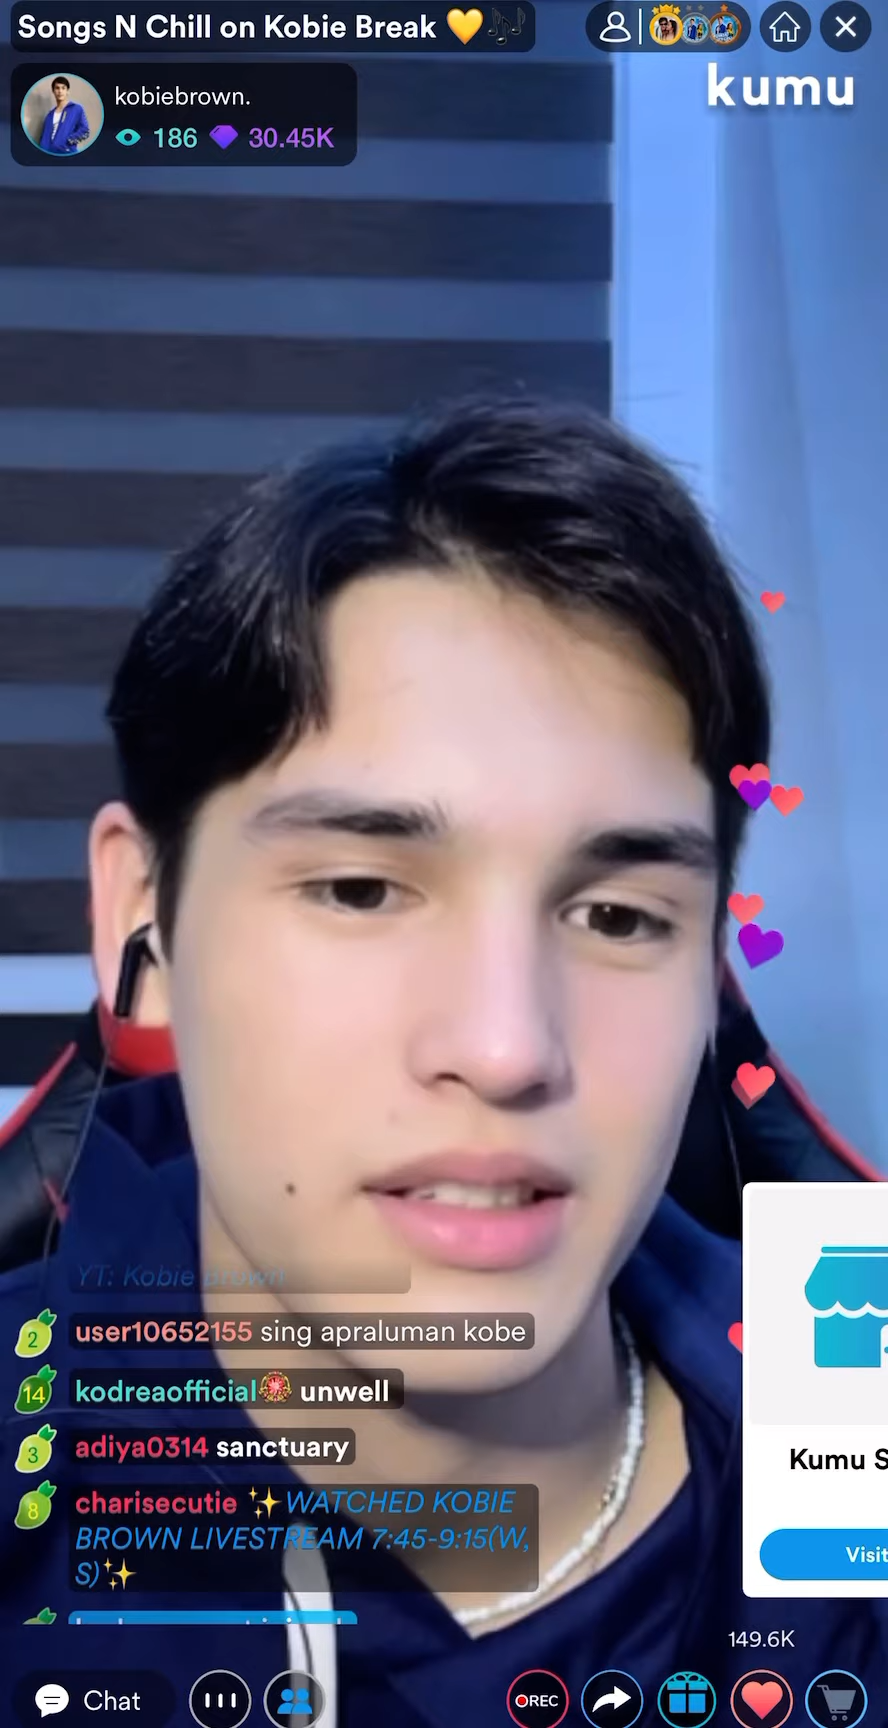 Songs N Chill on Kobie Break 💛🎶
kobiebrown.
186 30.45K
kumu
YT: Kobie Brown
2 user10652155 sing apraluman kobe
14 kodreaofficial unwell
3 adiya0314 sanctuary
8 charisecutie ✨WATCHED KOBIE
BROWN LIVESTREAM 7:45-9:15(W,
S)✨
Kumu S
Visit
149.6K
Chat
REC